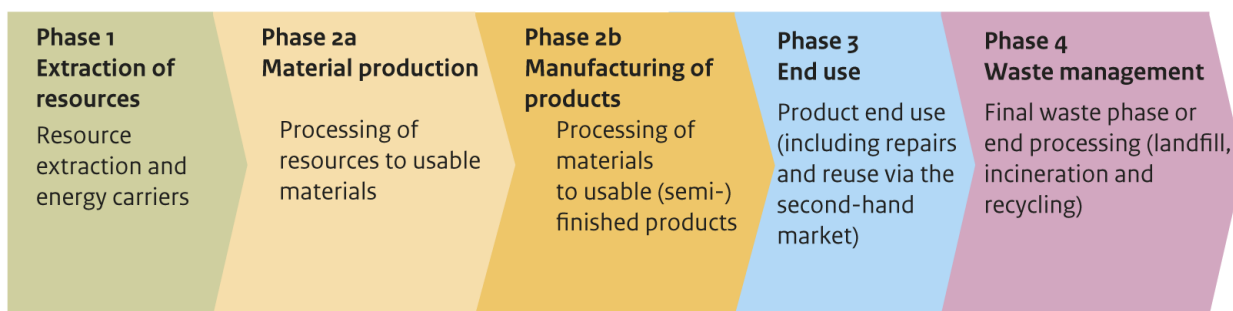 Phase 1
Extraction of
resources
Resource
extraction and
energy carriers
Phase 2a
Material production
Processing of
resources to usable
materials
Phase 2b
Manufacturing of
products
Processing of
materials
to usable (semi-)
finished products
Phase 3
End use
Product end use
(including repairs
and reuse via the
second-hand
market)
Phase 4
Waste management
Final waste phase or
end processing (landfill,
incineration and
recycling)